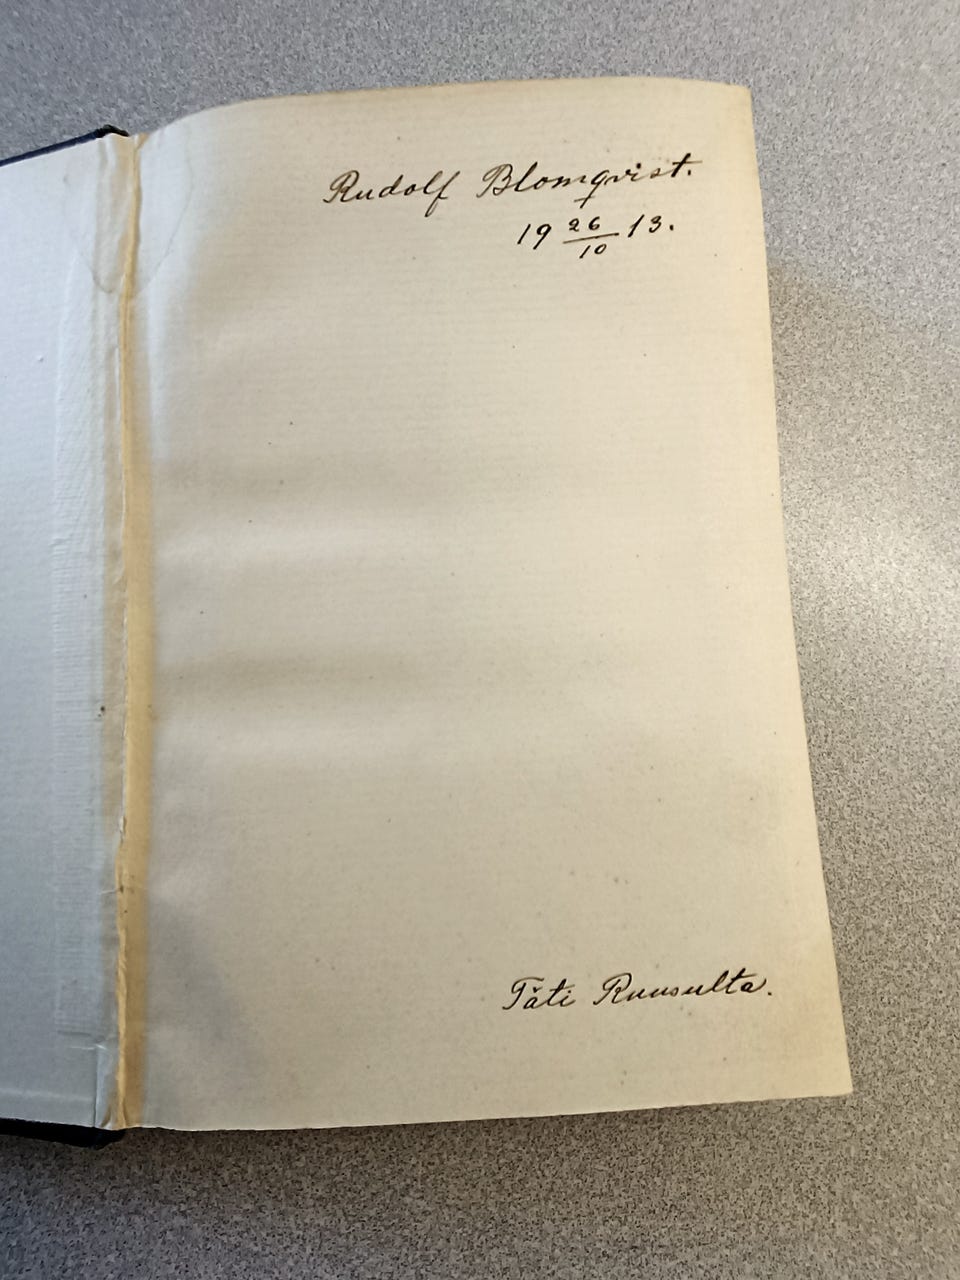 Rudolf Blomqvist.
19 26/10 13.
Täti Ruusulta.